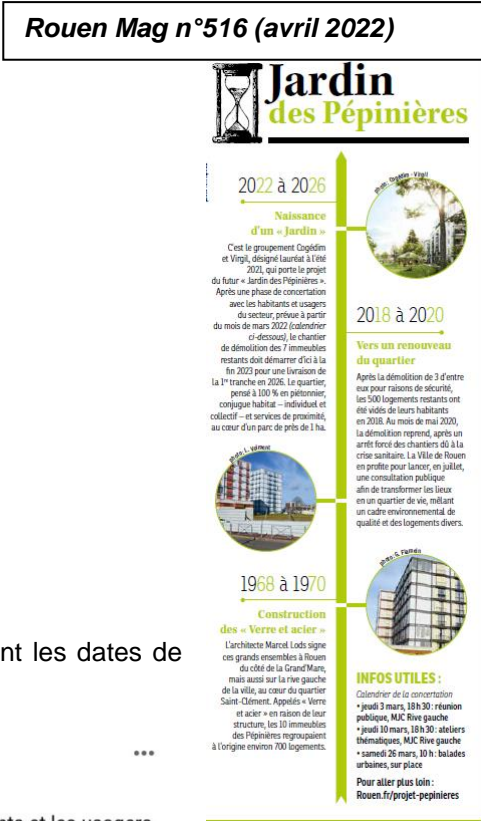 Rouen Mag n°516 (avril 2022)
Jardin
des Pépinières
2022 à 2026
Naissance
d'un « Jardin »
C'est le groupement Cogédim
et Virgil, désigné lauréat à l'été
2021, qui porte le projet
du futur « Jardin des Pépinières ».
Après une phase de concertation
avec les habitants et usagers
du secteur, prévue à partir
du mois de mars 2022 (calendrier
ci-dessous), le chantier
de démolition des 7 immeubles
restants doit démarrer d'ici à la
fin 2023 pour une livraison de
la 1re tranche en 2026. Le quartier,
pensé à 100 % en piétonnier,
conjugue habitat – individuel et
collectif – et services de proximité,
au cœur d'un parc de près de 1 ha.
photo : Cogédim - Virgil
2018 à 2020
Vers un renouveau
du quartier
Après la démolition de 3 d'entre
eux pour raisons de sécurité,
les 500 logements restants ont
été vidés de leurs habitants
en 2018. Au mois de mai 2020,
la démolition reprend, après un
arrêt forcé des chantiers dû à la
crise sanitaire. La Ville de Rouen
en profite pour lancer, en juillet,
une consultation publique
afin de transformer les lieux
en un quartier de vie, mêlant
un cadre environnemental de
qualité et des logements divers.
photo : L.
1968 à 1970
Construction
des « Verre et acier »
L'architecte Marcel Lods signe
ces grands ensembles à Rouen
du côté de la Grand'Mare,
mais aussi sur la rive gauche
de la ville, au cœur du quartier
Saint-Clément. Appelés « Verre
et acier » en raison de leur
structure, les 10 immeubles
des Pépinières regroupaient
à l'origine environ 700 logements.
photo : G. Flamein
INFOS UTILES :
Calendrier de la concertation
• jeudi 3 mars, 18 h 30 : réunion
publique, MJC Rive gauche
• jeudi 10 mars, 18 h 30 : ateliers
thématiques, MJC Rive gauche
• samedi 26 mars, 10 h : balades
urbaines, sur place
Pour aller plus loin :
Rouen.fr/projet-pepinieres
nt les dates de
...